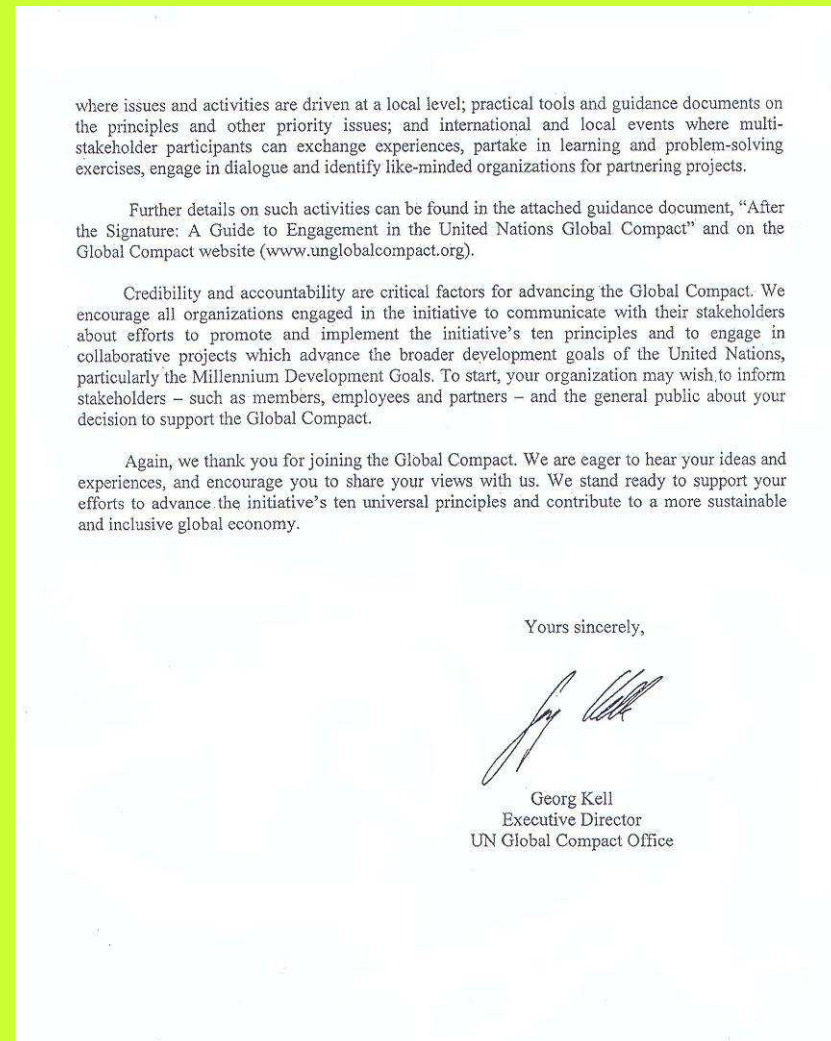 where issues and activities are driven at a local level; practical tools and guidance documents on
the principles and other priority issues; and international and local events where multi-
stakeholder participants can exchange experiences, partake in learning and problem-solving
exercises, engage in dialogue and identify like-minded organizations for partnering projects.
Further details on such activities can be found in the attached guidance document, “After
the Signature: A Guide to Engagement in the United Nations Global Compact” and on the
Global Compact website (www.unglobalcompact.org).
Credibility and accountability are critical factors for advancing the Global Compact. We
encourage all organizations engaged in the initiative to communicate with their stakeholders
about efforts to promote and implement the initiative’s ten principles and to engage in
collaborative projects which advance the broader development goals of the United Nations,
particularly the Millennium Development Goals. To start, your organization may wish to inform
stakeholders – such as members, employees and partners – and the general public about your
decision to support the Global Compact.
Again, we thank you for joining the Global Compact. We are eager to hear your ideas and
experiences, and encourage you to share your views with us. We stand ready to support your
efforts to advance the initiative’s ten universal principles and contribute to a more sustainable
and inclusive global economy.
Yours sincerely,
Georg Kell
Executive Director
UN Global Compact Office